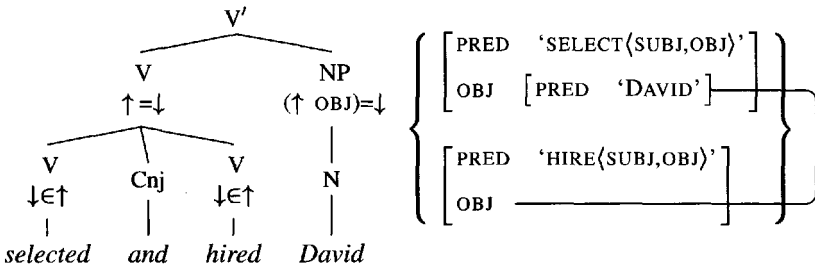 V′
V NP
↑=↓ (↑ OBJ)=↓
V Cnj V N
↓∈↑ ↓∈↑
selected and hired David
[PRED ‘SELECT⟨SUBJ,OBJ⟩’
OBJ [PRED ‘DAVID’]]
[PRED ‘HIRE⟨SUBJ,OBJ⟩’
OBJ ]